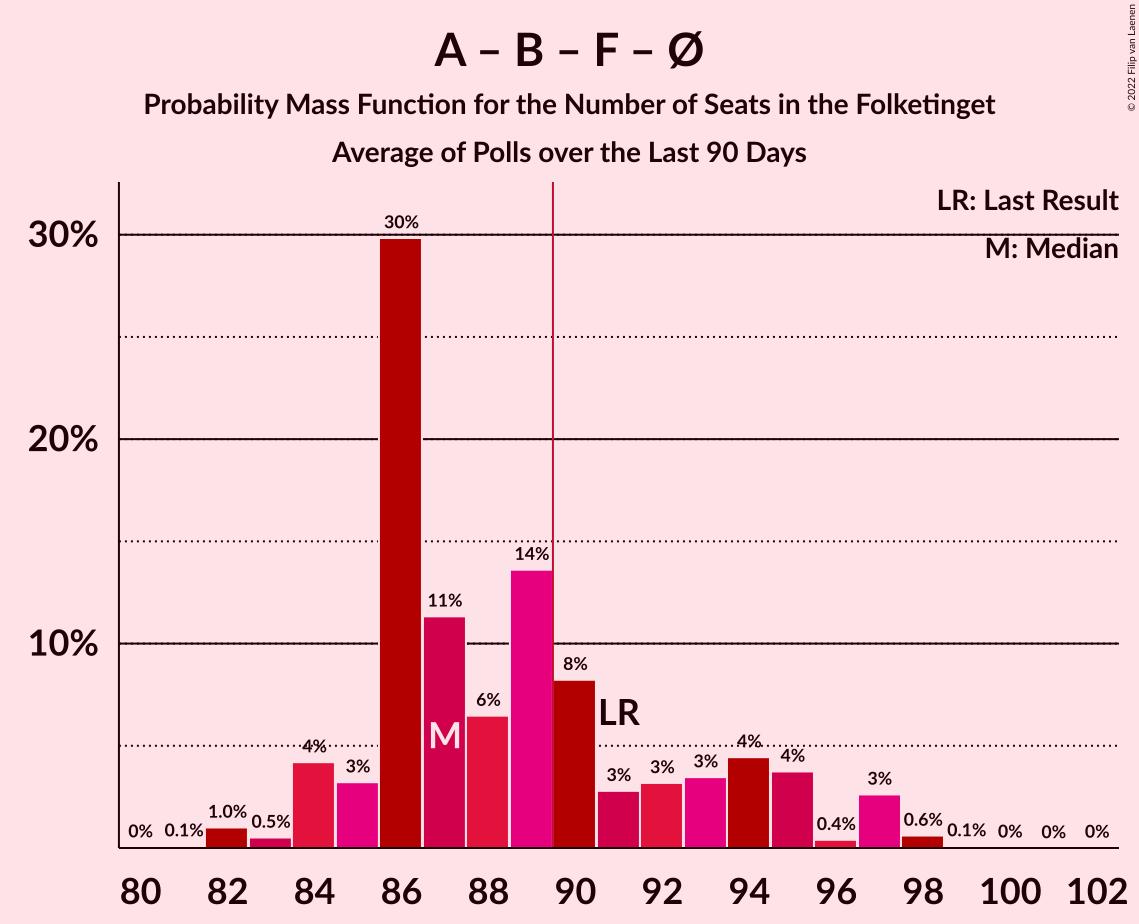 A – B – F – Ø
Probability Mass Function for the Number of Seats in the Folketinget
Average of Polls over the Last 90 Days
© 2022 Filip van Laenen
LR: Last Result
M: Median
30%
20%
10%
0%
0.1%
1.0%
0.5%
4%
3%
30%
11%
6%
14%
8%
3%
3%
3%
4%
4%
0.4%
3%
0.6%
0.1%
0%
0%
0%
M
LR
80 82 84 86 88 90 92 94 96 98 100 102